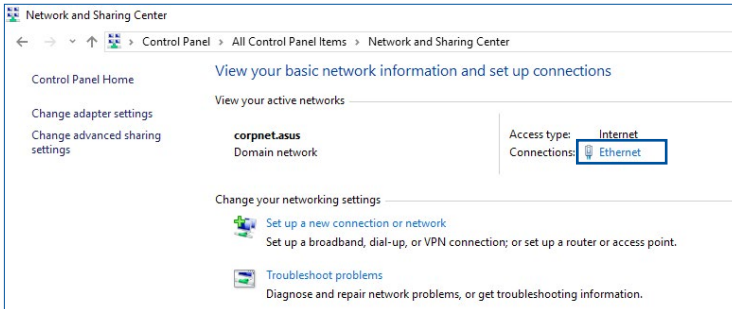 Network and Sharing Center
Control Panel > All Control Panel Items > Network and Sharing Center
Control Panel Home
Change adapter settings
Change advanced sharing
settings
View your basic network information and set up connections
View your active networks
corpnet.asus
Domain network
Access type: Internet
Connections: Ethernet
Change your networking settings
Set up a new connection or network
Set up a broadband, dial-up, or VPN connection; or set up a router or access point.
Troubleshoot problems
Diagnose and repair network problems, or get troubleshooting information.